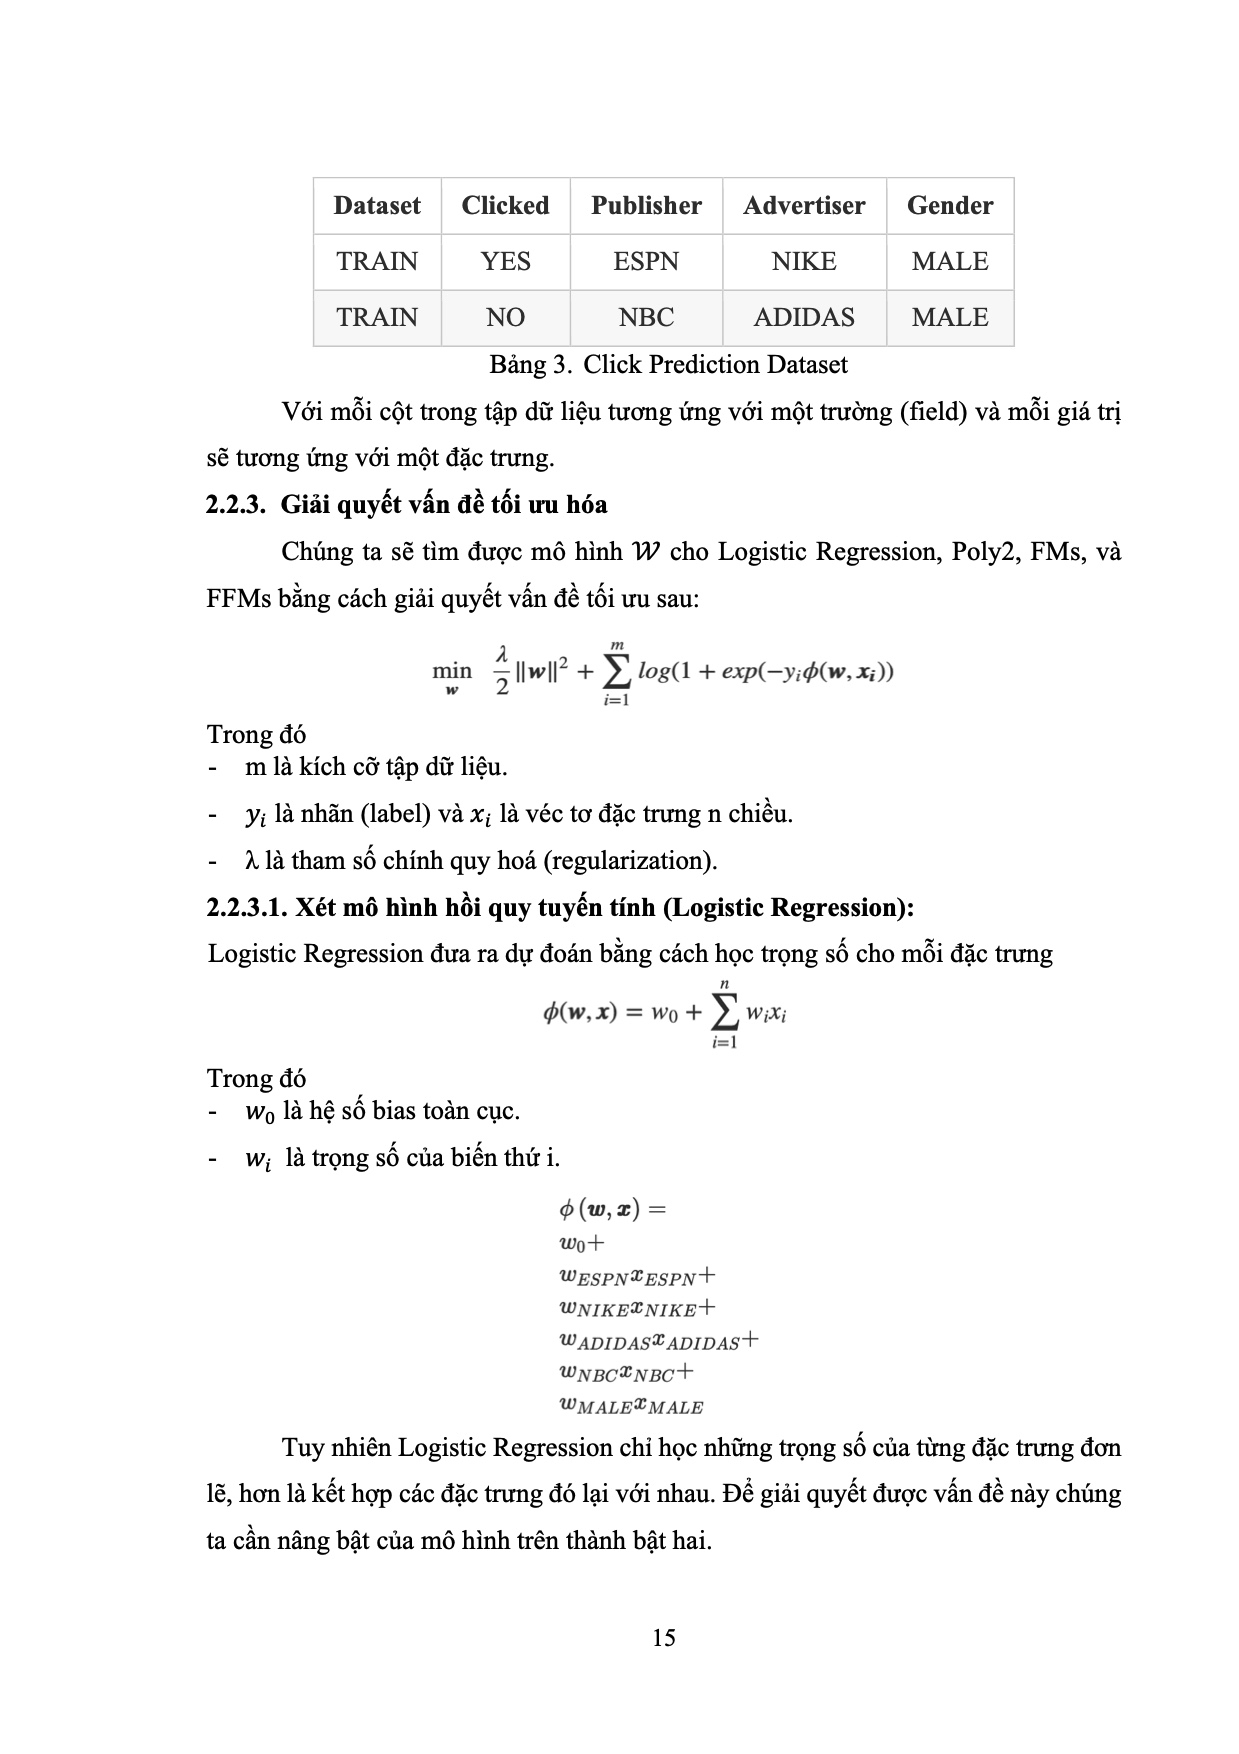 Dataset Clicked Publisher Advertiser Gender
TRAIN YES ESPN NIKE MALE
TRAIN NO NBC ADIDAS MALE
Bảng 3. Click Prediction Dataset
Với mỗi cột trong tập dữ liệu tương ứng với một trường (field) và mỗi giá trị
sẽ tương ứng với một đặc trưng.
2.2.3. Giải quyết vấn đề tối ưu hóa
Chúng ta sẽ tìm được mô hình 𝒲 cho Logistic Regression, Poly2, FMs, và
FFMs bằng cách giải quyết vấn đề tối ưu sau:
min_w λ/2 ||w||² + ∑_{i=1}^{m} log(1 + exp(−y_i ϕ(w, x_i))
Trong đó
- m là kích cỡ tập dữ liệu.
- y_i là nhãn (label) và x_i là véc tơ đặc trưng n chiều.
- λ là tham số chính quy hoá (regularization).
2.2.3.1. Xét mô hình hồi quy tuyến tính (Logistic Regression):
Logistic Regression đưa ra dự đoán bằng cách học trọng số cho mỗi đặc trưng
ϕ(w, x) = w_0 + ∑_{i=1}^{n} w_i x_i
Trong đó
- w_0 là hệ số bias toàn cục.
- w_i là trọng số của biến thứ i.
ϕ (w, x) =
w_0+
w_{ESPN}x_{ESPN}+
w_{NIKE}x_{NIKE}+
w_{ADIDAS}x_{ADIDAS}+
w_{NBC}x_{NBC}+
w_{MALE}x_{MALE}
Tuy nhiên Logistic Regression chỉ học những trọng số của từng đặc trưng đơn
lẽ, hơn là kết hợp các đặc trưng đó lại với nhau. Để giải quyết được vấn đề này chúng
ta cần nâng bật của mô hình trên thành bật hai.
15